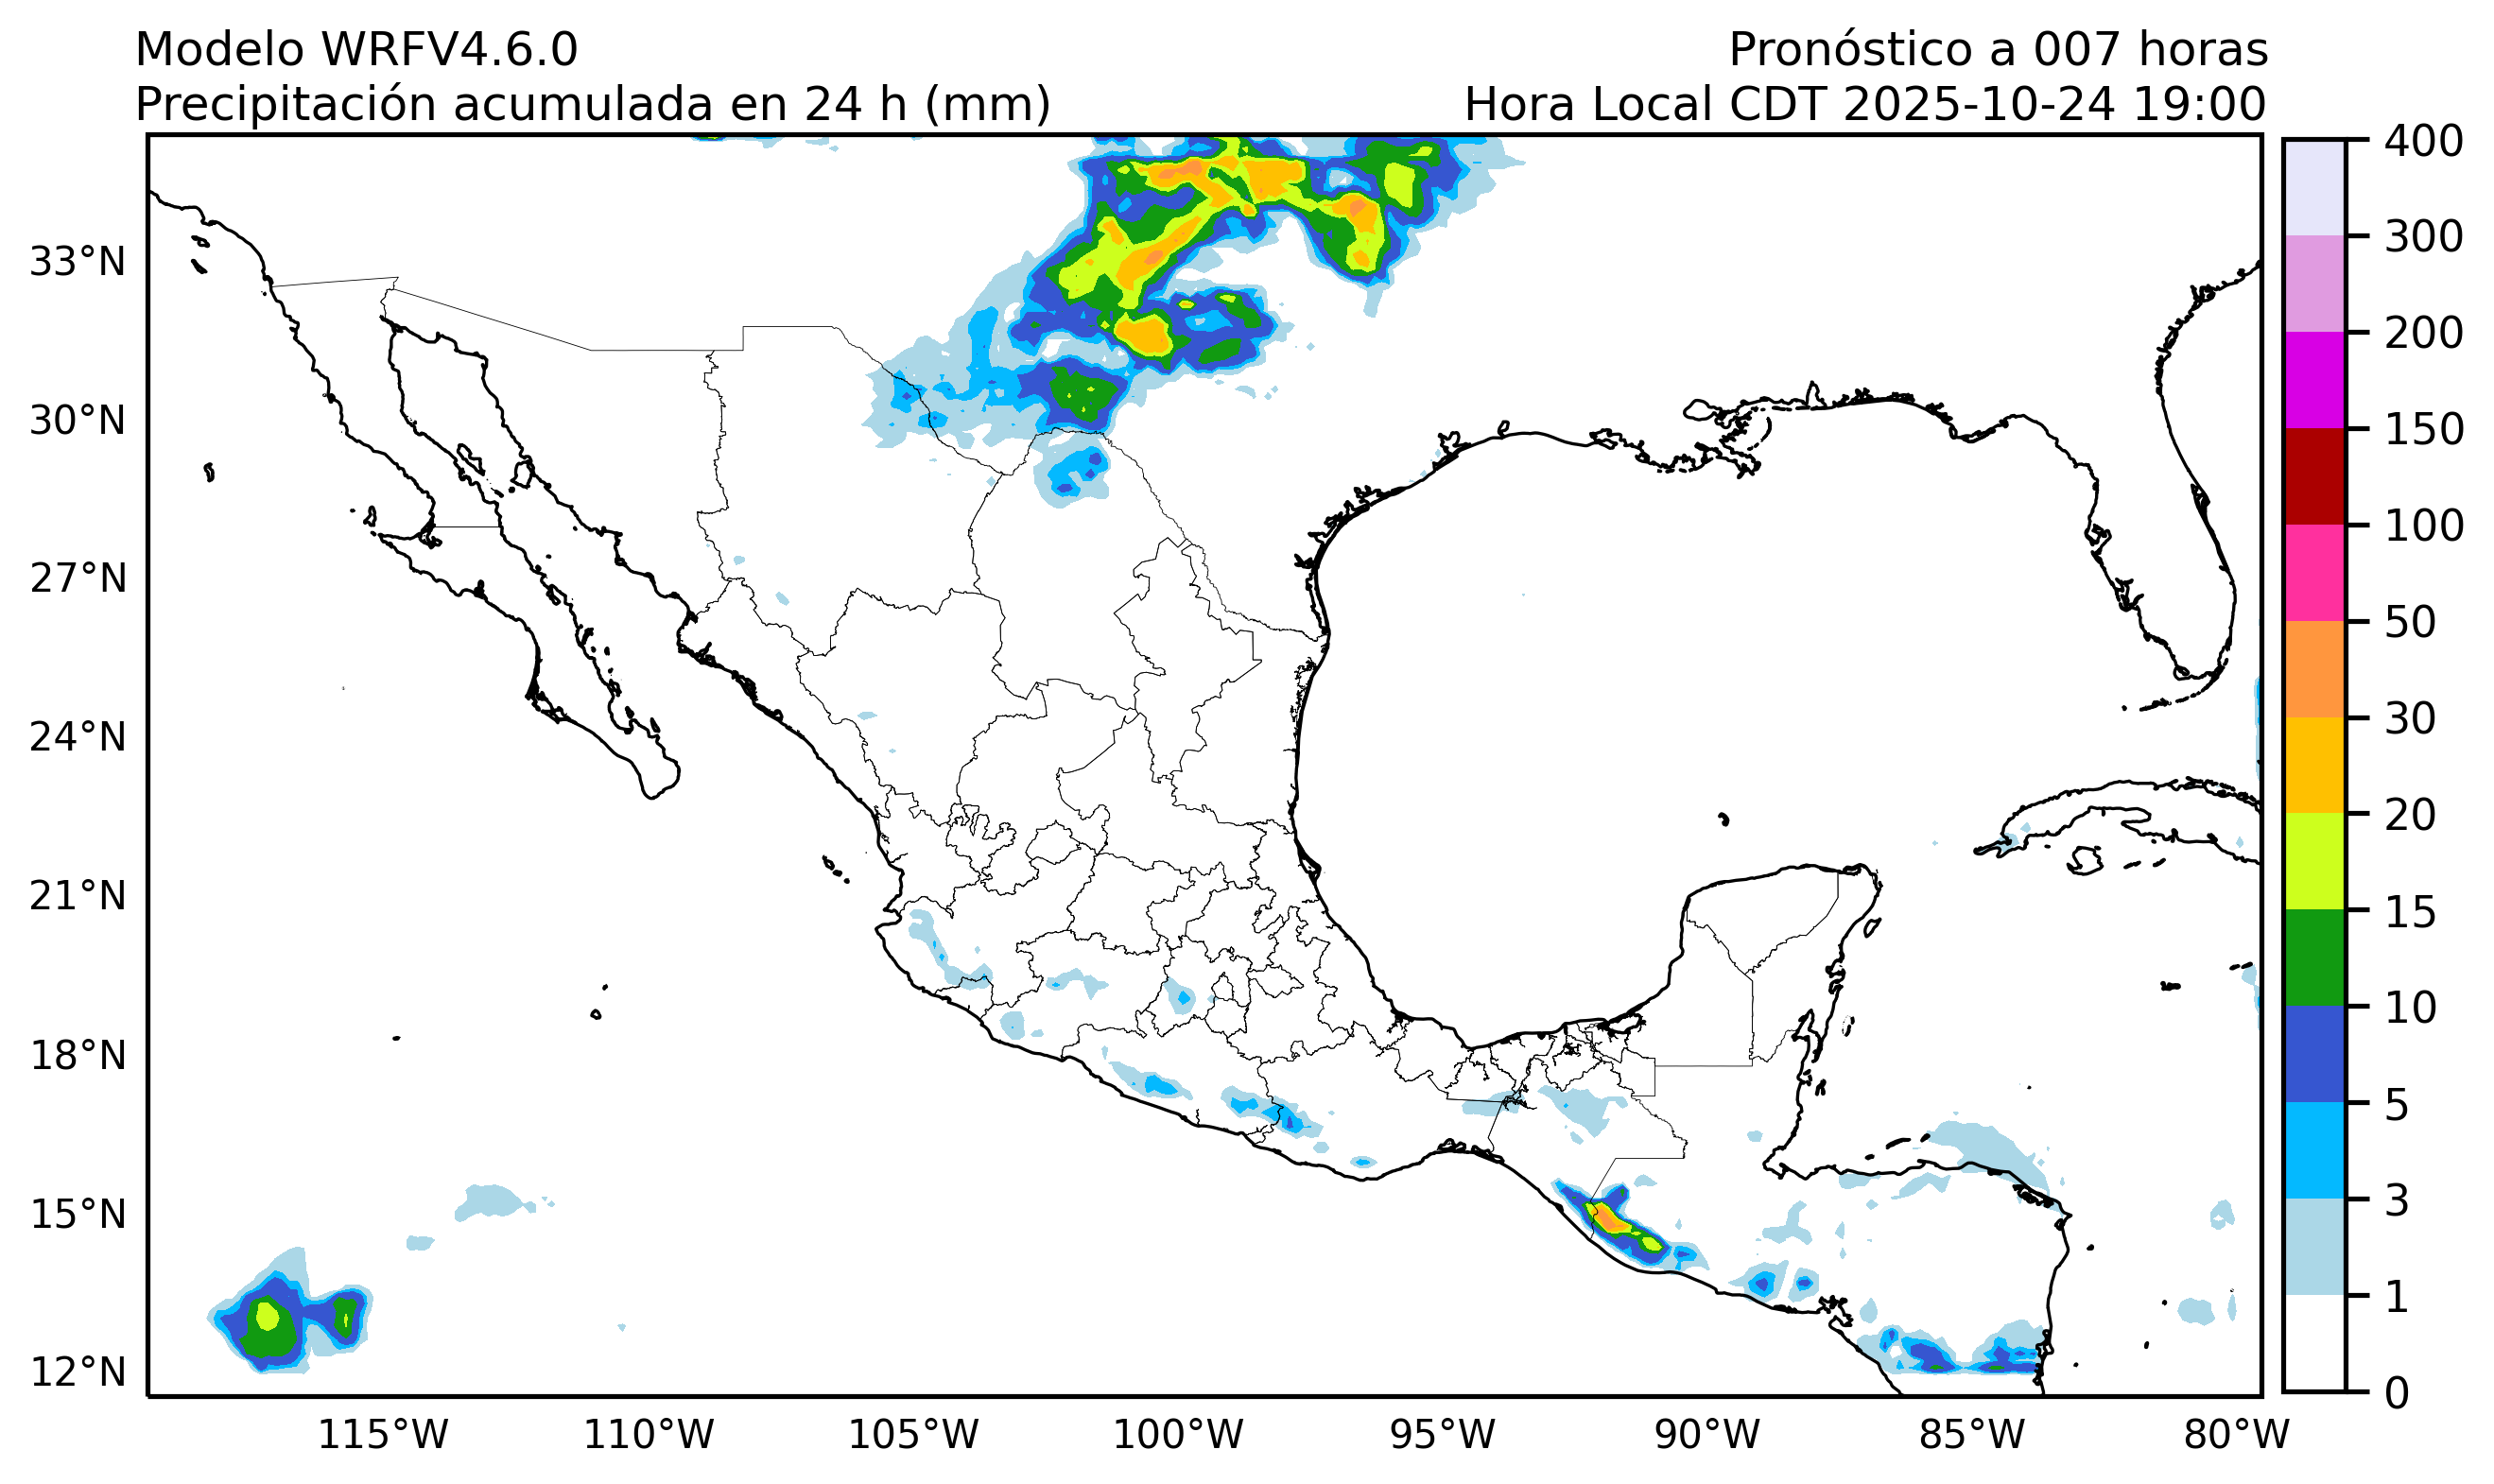 Modelo WRFV4.6.0
Pronóstico a 007 horas
Precipitación acumulada en 24 h (mm)
Hora Local CDT 2025-10-24 19:00
33°N
30°N
27°N
24°N
21°N
18°N
15°N
12°N
115°W
110°W
105°W
100°W
95°W
90°W
85°W
80°W
400
300
200
150
100
50
30
20
15
10
5
3
1
0